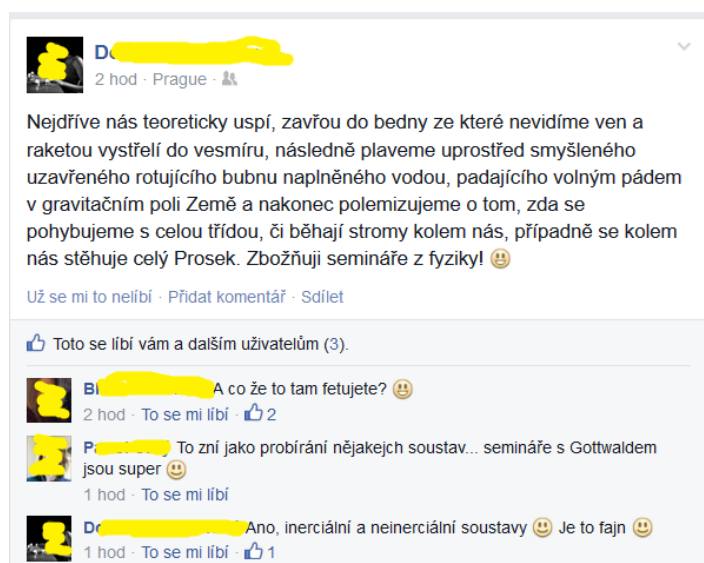 2 hod · Prague ·
Nejdříve nás teoreticky uspí, zavřou do bedny ze které nevidíme ven a
raketou vystřelí do vesmíru, následně plaveme uprostřed smyšleného
uzavřeného rotujícího bubnu naplněného vodou, padajícího volným pádem
v gravitačním poli Země a nakonec polemizujeme o tom, zda se
pohybujeme s celou třídou, či běhají stromy kolem nás, případně se kolem
nás stěhuje celý Prosek. Zbožňuji semináře z fyziky!
Už se mi to nelíbí · Přidat komentář · Sdílet
Toto se líbí vám a dalším uživatelům (3).
A co že to tam fetujete?
2 hod · To se mi líbí · 2
To zní jako probírání nějakejch soustav... semináře s Gottwaldem
jsou super
1 hod · To se mi líbí
Ano, inerciální a neinerciální soustavy Je to fajn
1 hod · To se mi líbí · 1